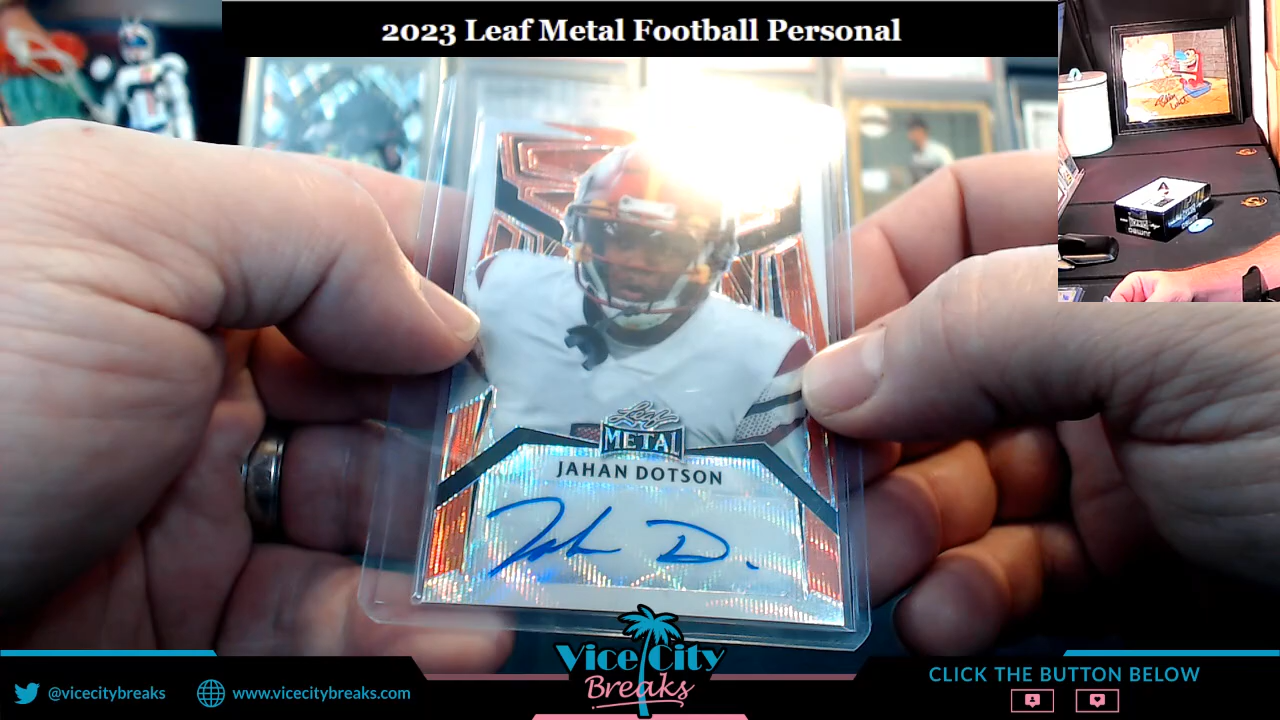 2023 Leaf Metal Football Personal
Leaf
METAL
JAHAN DOTSON
Vice City
Breaks
@vicecitybreaks
www.vicecitybreaks.com
CLICK THE BUTTON BELOW